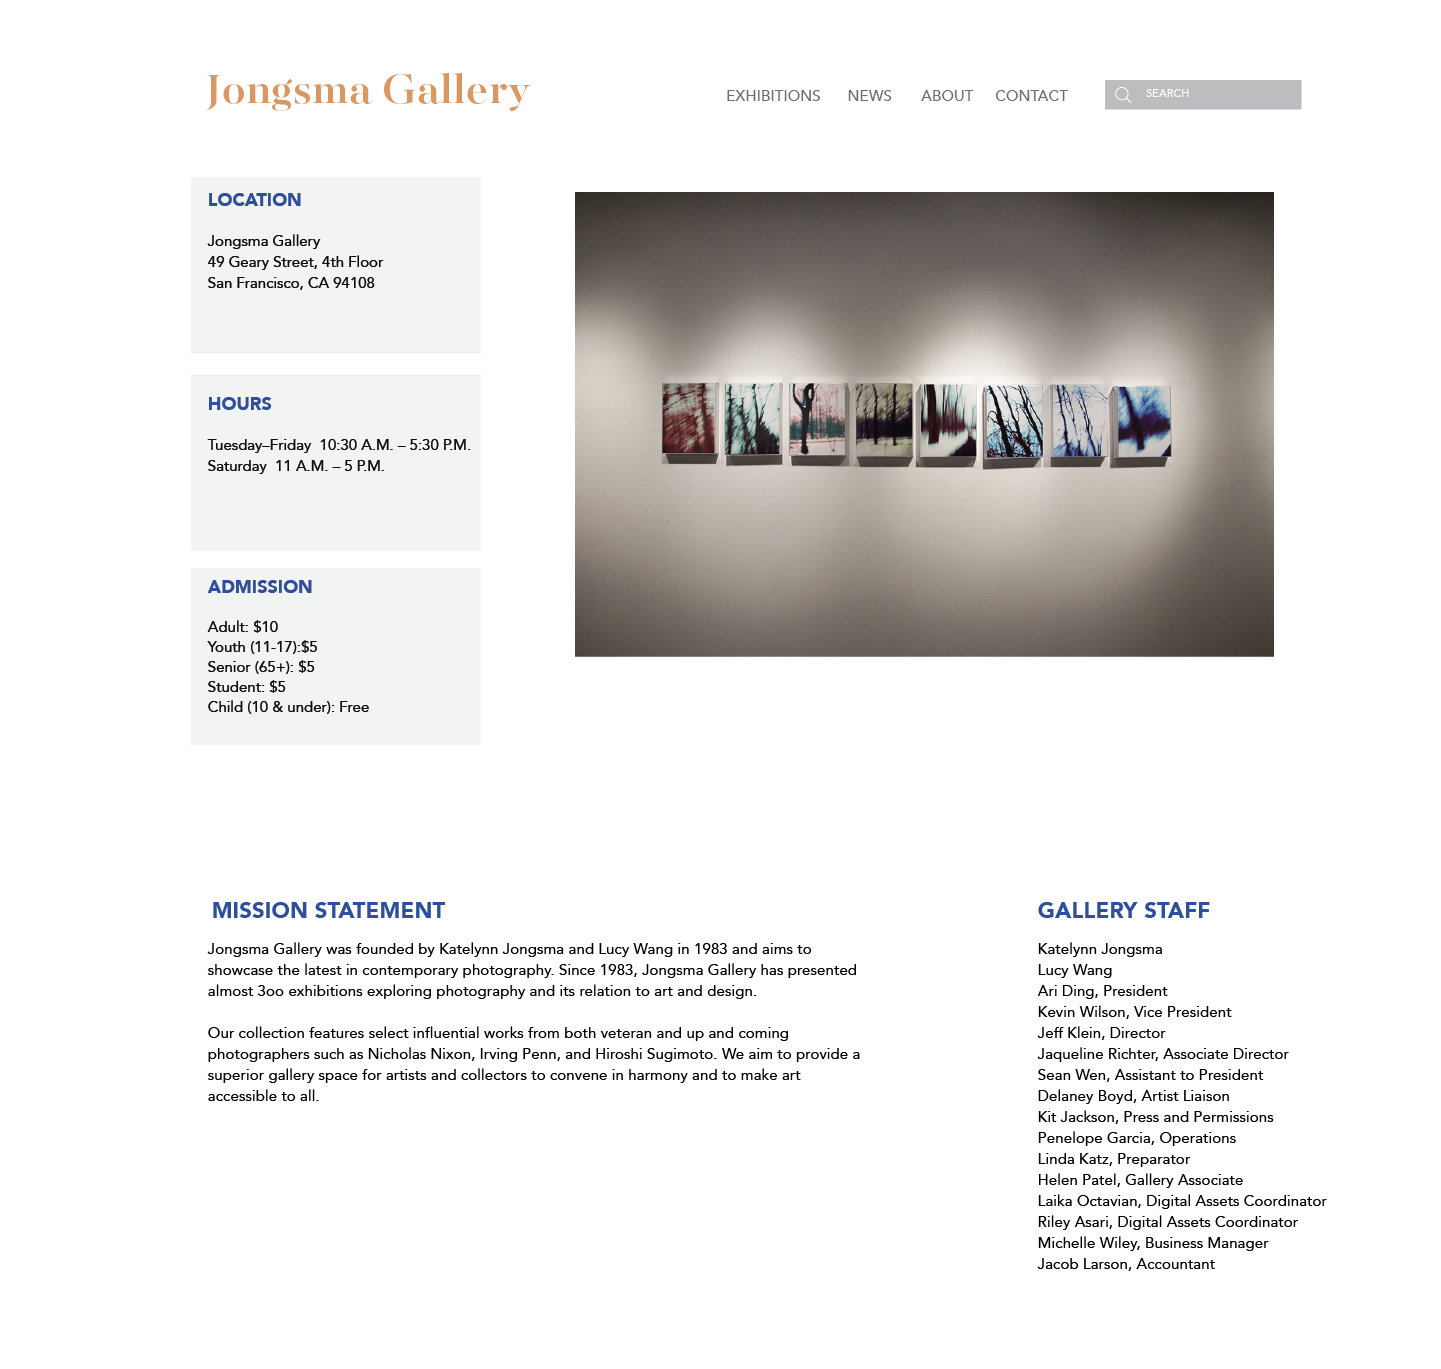 Jongsma Gallery
EXHIBITIONS NEWS ABOUT CONTACT SEARCH
LOCATION
Jongsma Gallery
49 Geary Street, 4th Floor
San Francisco, CA 94108
HOURS
Tuesday–Friday  10:30 A.M. – 5:30 P.M.
Saturday  11 A.M. – 5 P.M.
ADMISSION
Adult: $10
Youth (11-17):$5
Senior (65+): $5
Student: $5
Child (10 & under): Free
MISSION STATEMENT
Jongsma Gallery was founded by Katelynn Jongsma and Lucy Wang in 1983 and aims to
showcase the latest in contemporary photography. Since 1983, Jongsma Gallery has presented
almost 3oo exhibitions exploring photography and its relation to art and design.
Our collection features select influential works from both veteran and up and coming
photographers such as Nicholas Nixon, Irving Penn, and Hiroshi Sugimoto. We aim to provide a
superior gallery space for artists and collectors to convene in harmony and to make art
accessible to all.
GALLERY STAFF
Katelynn Jongsma
Lucy Wang
Ari Ding, President
Kevin Wilson, Vice President
Jeff Klein, Director
Jaqueline Richter, Associate Director
Sean Wen, Assistant to President
Delaney Boyd, Artist Liaison
Kit Jackson, Press and Permissions
Penelope Garcia, Operations
Linda Katz, Preparator
Helen Patel, Gallery Associate
Laika Octavian, Digital Assets Coordinator
Riley Asari, Digital Assets Coordinator
Michelle Wiley, Business Manager
Jacob Larson, Accountant